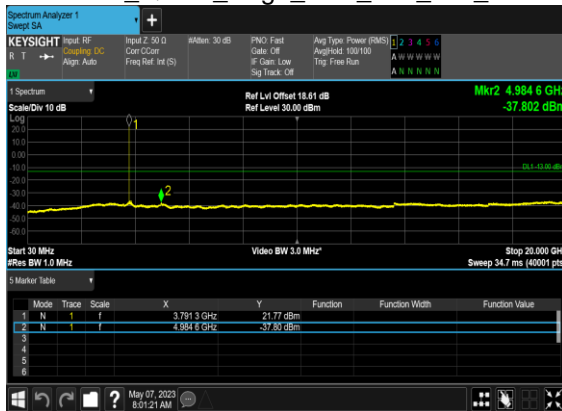 Spectrum Analyzer 1
Swept SA
KEYSIGHT
R T
Input: RF
Coupling: DC
Align: Auto
Input Z: 50 Ω
Corr CCorr
Freq Ref: Int (S)
#Atten: 30 dB
PNO: Fast
Gate: Off
IF Gain: Low
Sig Track: Off
Avg Type: Power (RMS)
Avg|Hold: 100/100
Trig: Free Run
1 2 3 4 5 6
A W W W W W
A N N N N N
1 Spectrum
Scale/Div 10 dB
Ref Lvl Offset 18.61 dB
Ref Level 30.00 dBm
Mkr2 4.984 6 GHz
-37.802 dBm
Log
20.0
10.0
0.00
-10.0
-20.0
-30.0
-40.0
-50.0
-60.0
1
2
DL1 -13.00 dBm
Start 30 MHz
#Res BW 1.0 MHz
Video BW 3.0 MHz*
Stop 20.000 GH
Sweep 34.7 ms (40001 pts
5 Marker Table
Mode Trace Scale X Y Function Function Width Function Value
1 N 1 f 3.791 3 GHz 21.77 dBm
2 N 1 f 4.984 6 GHz -37.80 dBm
3
4
5
6
?
May 07, 2023
8:01:21 AM